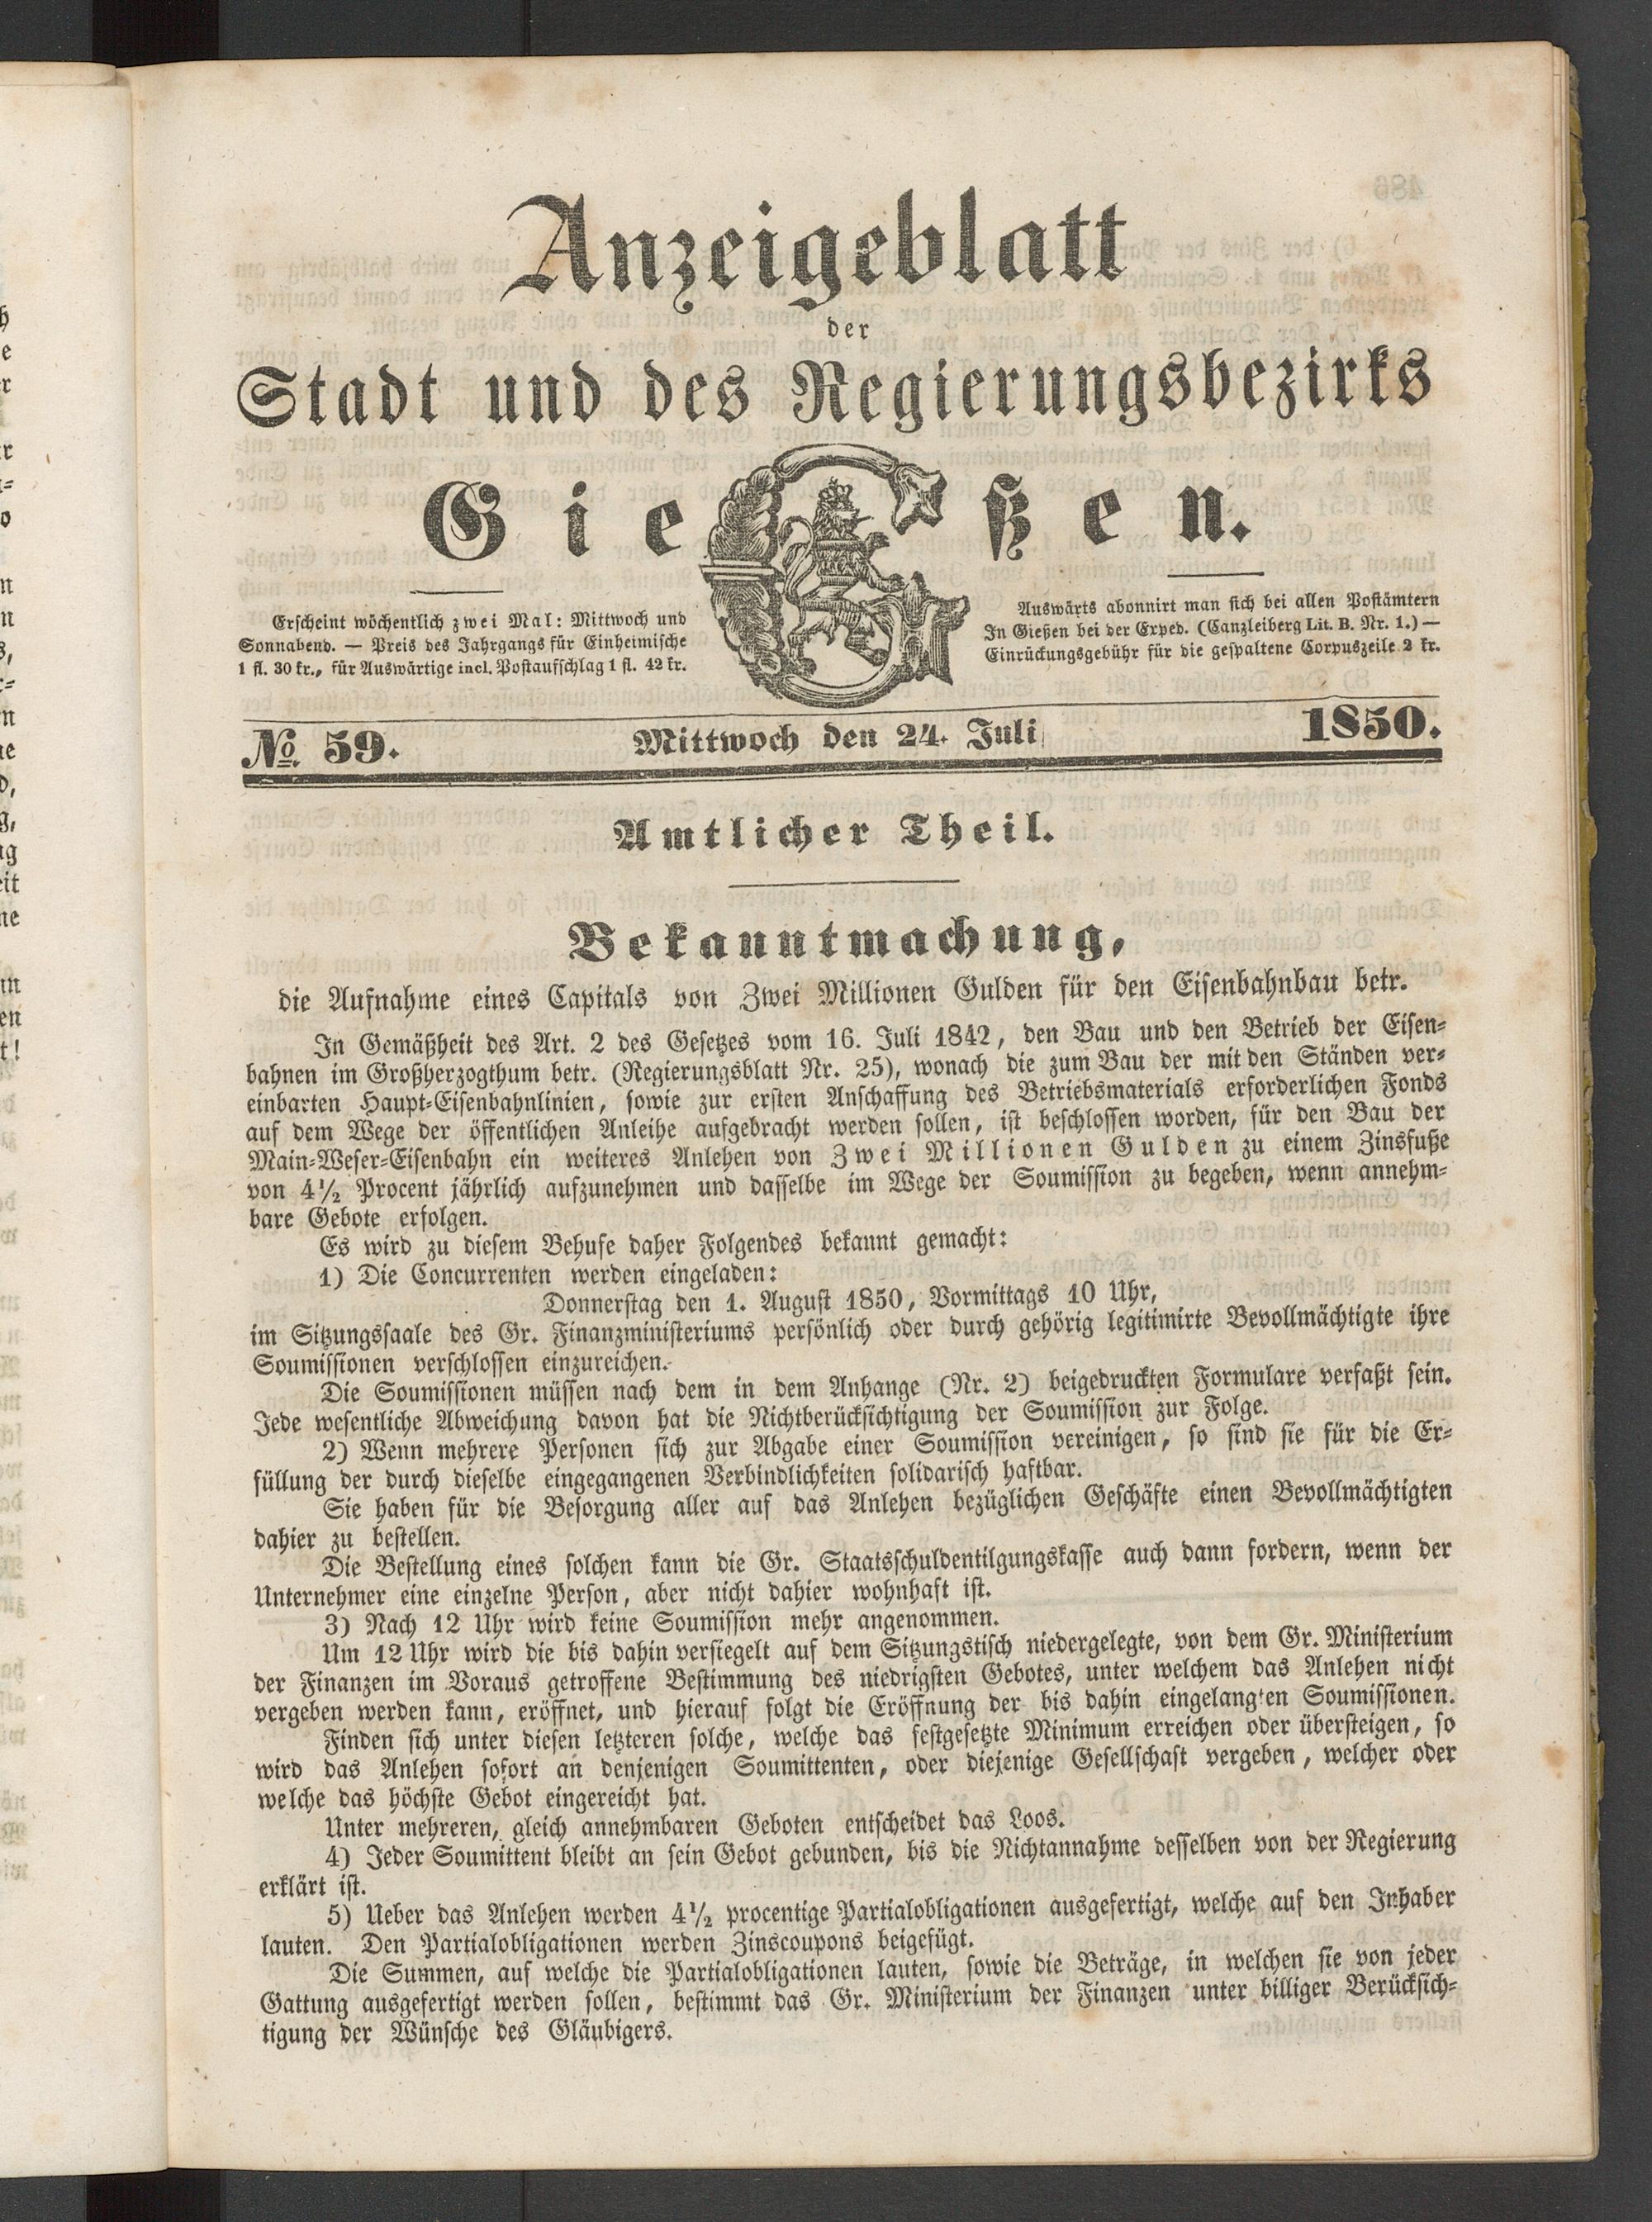 Anzeigeblatt
der
Stadt und des Regierungsbezirks
Gießen.
Erscheint wöchentlich zwei Mal: Mittwoch und
Sonnabend. — Preis des Jahrgangs für Einheimische
1 fl. 30 kr., für Auswärtige incl. Postaufschlag 1 fl. 42 kr.
Auswärts abonnirt man sich bei allen Postämtern
In Gießen bei der Exped. (Canzleiberg Lit. B. Nr. 1.) —
Einrückungsgebühr für die gespaltene Corpuszeile 2 kr.
No. 59. Mittwoch den 24. Juli 1850.
Amtlicher Theil.
Bekanntmachung,
die Aufnahme eines Capitals von Zwei Millionen Gulden für den Eisenbahnbau betr.
In Gemäßheit des Art. 2 des Gesetzes vom 16. Juli 1842, den Bau und den Betrieb der Eisen-
bahnen im Großherzogthum betr. (Regierungsblatt Nr. 25), wonach die zum Bau der mit den Ständen ver-
einbarten Haupt-Eisenbahnlinien, sowie zur ersten Anschaffung des Betriebsmaterials erforderlichen Fonds
auf dem Wege der öffentlichen Anleihe aufgebracht werden sollen, ist beschlossen worden, für den Bau der
Main-Weser-Eisenbahn ein weiteres Anlehen von Zwei Millionen Gulden zu einem Zinsfuße
von 4½ Procent jährlich aufzunehmen und dasselbe im Wege der Soumission zu begeben, wenn annehm-
bare Gebote erfolgen.
Es wird zu diesem Behufe daher Folgendes bekannt gemacht:
1) Die Concurrenten werden eingeladen:
Donnerstag den 1. August 1850, Vormittags 10 Uhr,
im Sitzungssaale des Gr. Finanzministeriums persönlich oder durch gehörig legitimirte Bevollmächtigte ihre
Soumissionen verschlossen einzureichen.
Die Soumissionen müssen nach dem in dem Anhange (Nr. 2) beigedruckten Formulare verfaßt sein.
Jede wesentliche Abweichung davon hat die Nichtberücksichtigung der Soumission zur Folge.
2) Wenn mehrere Personen sich zur Abgabe einer Soumission vereinigen, so sind sie für die Er-
füllung der durch dieselbe eingegangenen Verbindlichkeiten solidarisch haftbar.
Sie haben für die Besorgung aller auf das Anlehen bezüglichen Geschäfte einen Bevollmächtigten
dahier zu bestellen.
Die Bestellung eines solchen kann die Gr. Staatsschuldentilgungskasse auch dann fordern, wenn der
Unternehmer eine einzelne Person, aber nicht dahier wohnhaft ist.
3) Nach 12 Uhr wird keine Soumission mehr angenommen.
Um 12 Uhr wird die bis dahin versiegelt auf dem Sitzungstisch niedergelegte, von dem Gr. Ministerium
der Finanzen im Voraus getroffene Bestimmung des niedrigsten Gebotes, unter welchem das Anlehen nicht
vergeben werden kann, eröffnet, und hierauf folgt die Eröffnung der bis dahin eingelangten Soumissionen.
Finden sich unter diesen letzteren solche, welche das festgesetzte Minimum erreichen oder übersteigen, so
wird das Anlehen sofort an denjenigen Soumittenten, oder diejenige Gesellschaft vergeben, welcher oder
welche das höchste Gebot eingereicht hat.
Unter mehreren, gleich annehmbaren Geboten entscheidet das Loos.
4) Jeder Soumittent bleibt an sein Gebot gebunden, bis die Nichtannahme desselben von der Regierung
erklärt ist.
5) Ueber das Anlehen werden 4½ procentige Partialobligationen ausgefertigt, welche auf den Inhaber
lauten. Den Partialobligationen werden Zinscoupons beigefügt.
Die Summen, auf welche die Partialobligationen lauten, sowie die Beträge, in welchen sie von jeder
Gattung ausgefertigt werden sollen, bestimmt das Gr. Ministerium der Finanzen unter billiger Berücksich-
tigung der Wünsche des Gläubigers.